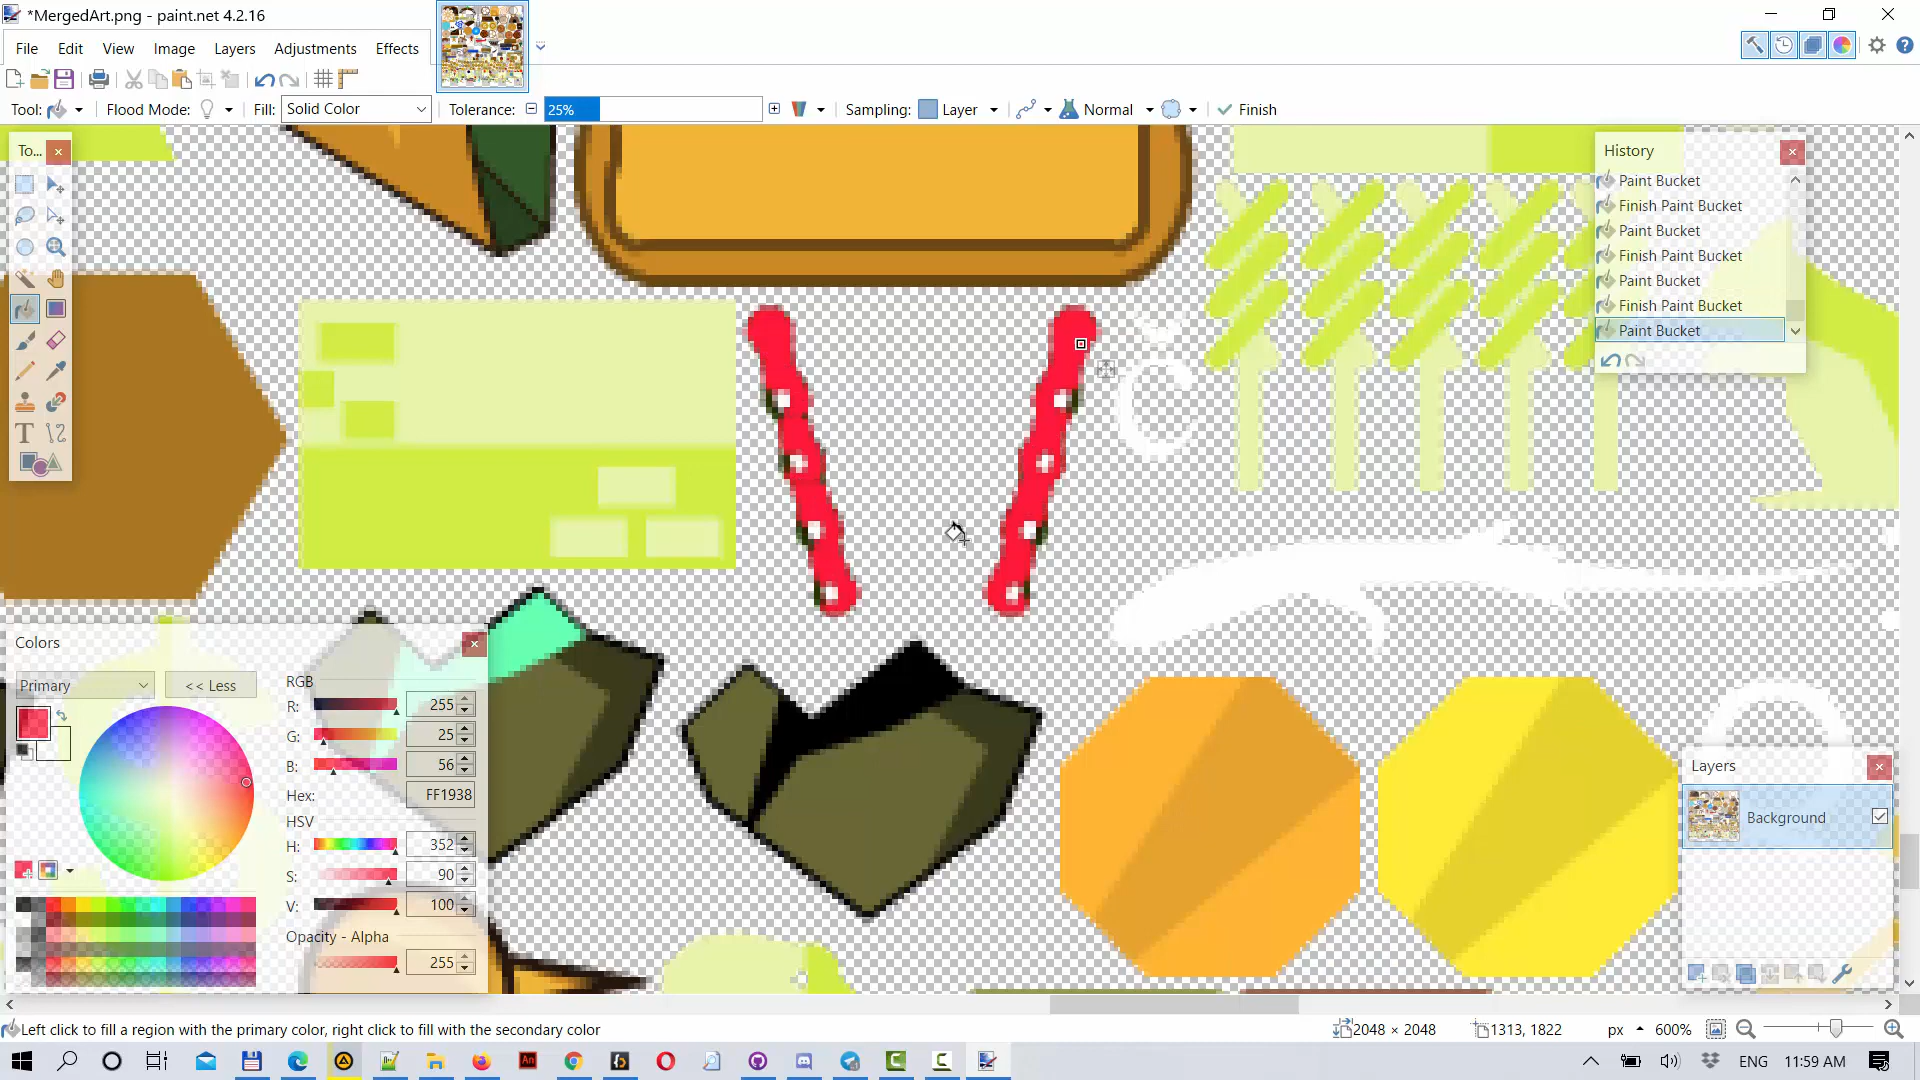 *MergedArt.png - paint.net 4.2.16
File Edit View Image Layers Adjustments Effects
Tool: Flood Mode: Fill: Solid Color Tolerance: 25% Sampling: Layer Normal Finish
To...
History
Paint Bucket
Finish Paint Bucket
Paint Bucket
Finish Paint Bucket
Paint Bucket
Finish Paint Bucket
Paint Bucket
Colors
Primary << Less
RGB
R: 255
G: 25
B: 56
Hex: FF1938
HSV
H: 352
S: 90
V: 100
Opacity - Alpha
255
Layers
Background
Left click to fill a region with the primary color, right click to fill with the secondary color
2048 × 2048 1313, 1822 px 600%
ENG 11:59 AM